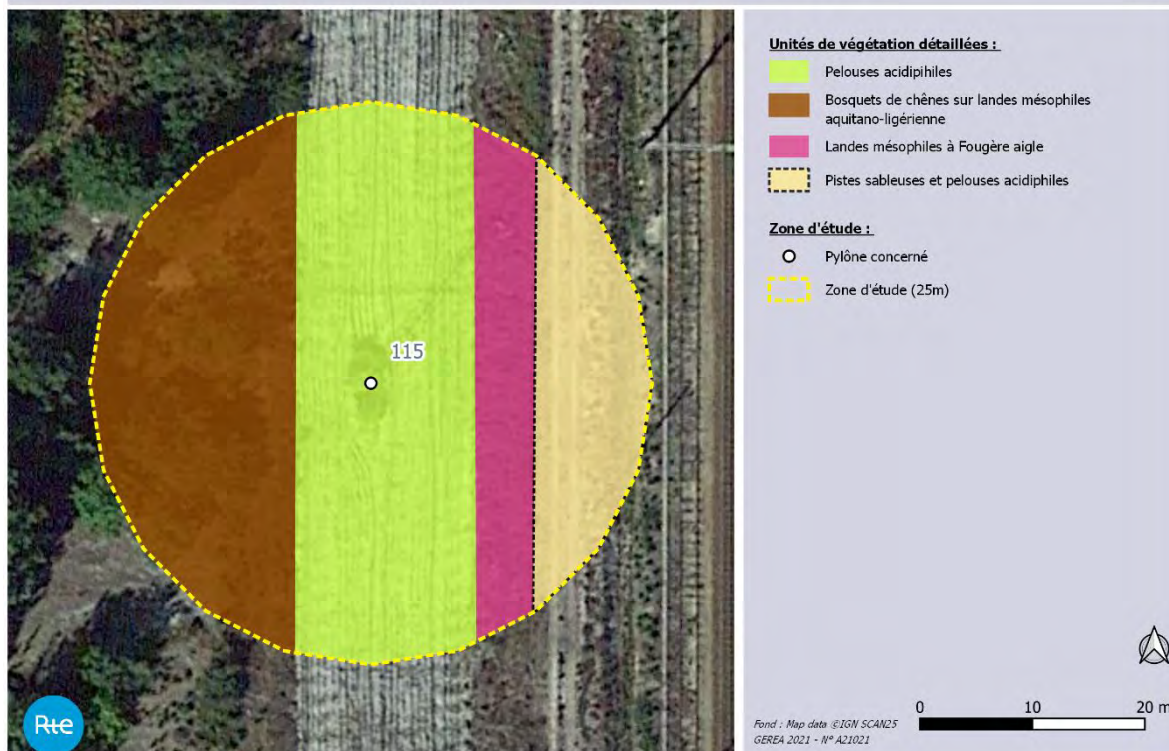 Unités de végétation détaillées :
Pelouses acidipihiles
Bosquets de chênes sur landes mésophiles
aquitano-ligérienne
Landes mésophiles à Fougère aigle
Pistes sableuses et pelouses acidiphiles
Zone d'étude :
Pylône concerné
Zone d'étude (25m)
115
Rte
0 10 20 m
Fond : Map data ©IGN SCAN25
GEREA 2021 - N° A21021